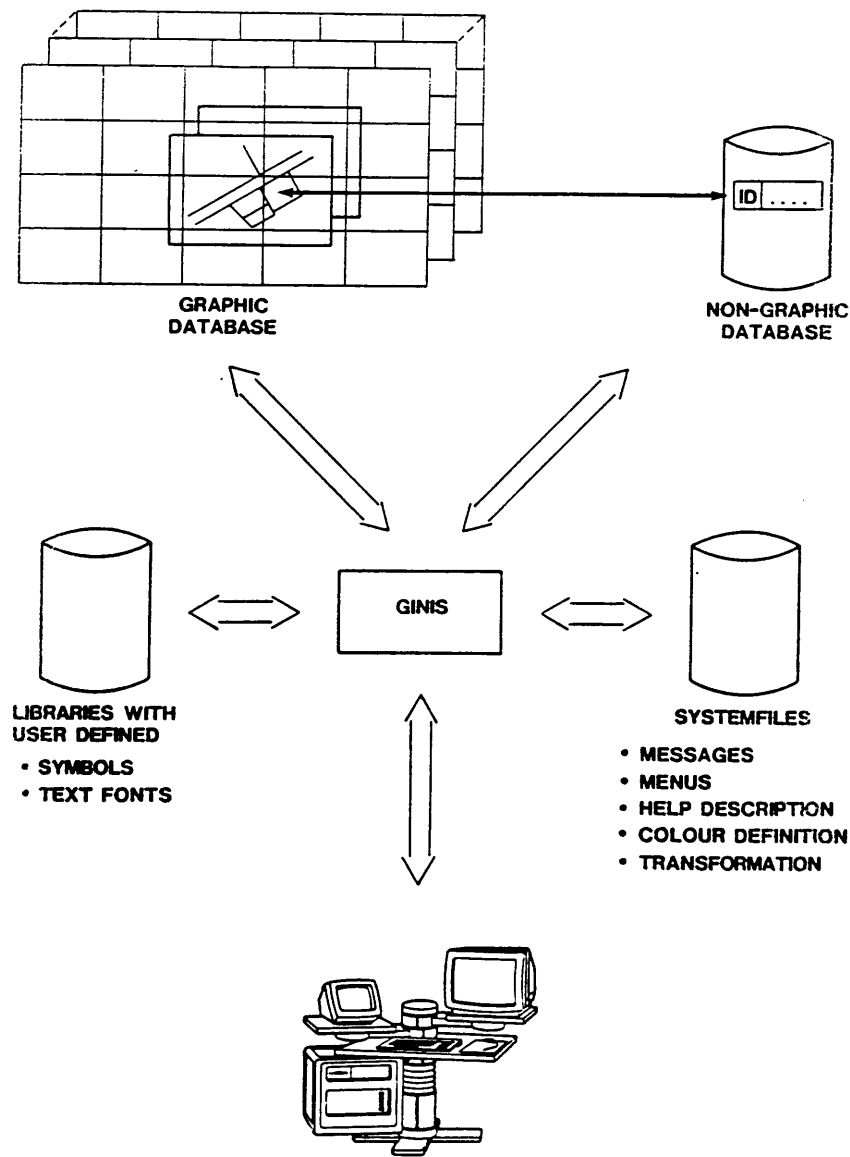 ID ....
GRAPHIC
DATABASE
NON-GRAPHIC
DATABASE
GINIS
LIBRARIES WITH
USER DEFINED
• SYMBOLS
• TEXT FONTS
SYSTEMFILES
• MESSAGES
• MENUS
• HELP DESCRIPTION
• COLOUR DEFINITION
• TRANSFORMATION